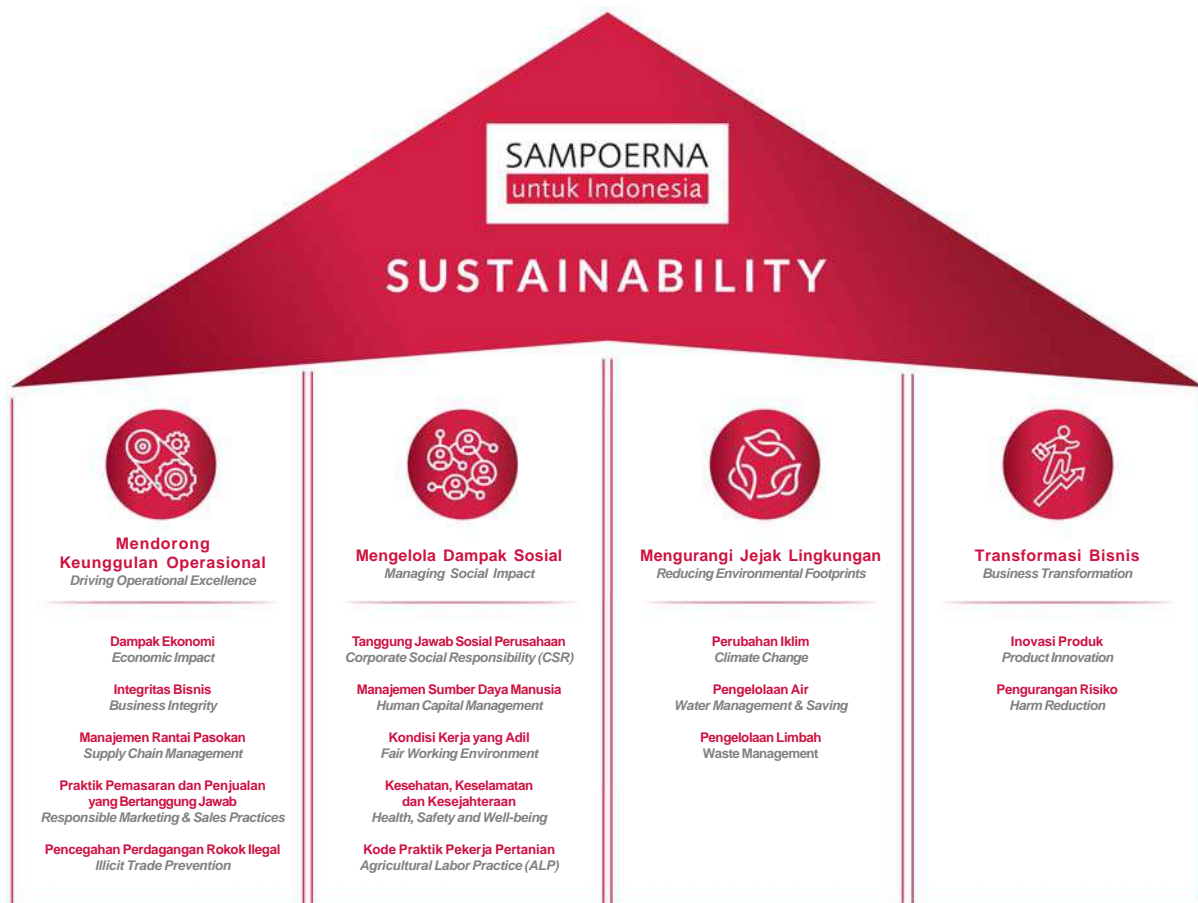 SAMPOERNA
untuk Indonesia
SUSTAINABILITY
Mendorong
Keunggulan Operasional
Driving Operational Excellence
Dampak Ekonomi
Economic Impact
Integritas Bisnis
Business Integrity
Manajemen Rantai Pasokan
Supply Chain Management
Praktik Pemasaran dan Penjualan
yang Bertanggung Jawab
Responsible Marketing & Sales Practices
Pencegahan Perdagangan Rokok Ilegal
Illicit Trade Prevention
Mengelola Dampak Sosial
Managing Social Impact
Tanggung Jawab Sosial Perusahaan
Corporate Social Responsibility (CSR)
Manajemen Sumber Daya Manusia
Human Capital Management
Kondisi Kerja yang Adil
Fair Working Environment
Kesehatan, Keselamatan
dan Kesejahteraan
Health, Safety and Well-being
Kode Praktik Pekerja Pertanian
Agricultural Labor Practice (ALP)
Mengurangi Jejak Lingkungan
Reducing Environmental Footprints
Perubahan Iklim
Climate Change
Pengelolaan Air
Water Management & Saving
Pengelolaan Limbah
Waste Management
Transformasi Bisnis
Business Transformation
Inovasi Produk
Product Innovation
Pengurangan Risiko
Harm Reduction